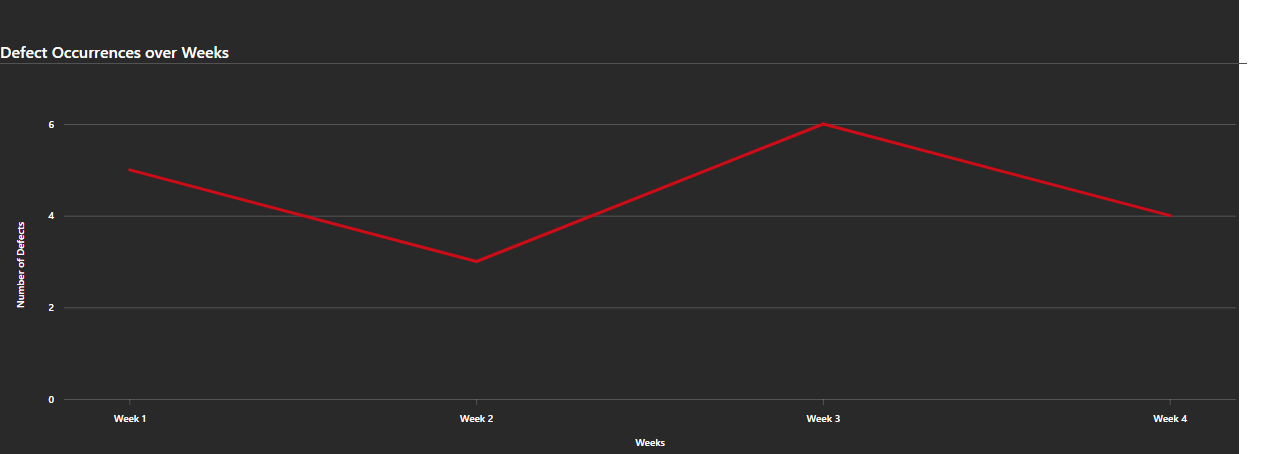 Defect Occurrences over Weeks
6
4
2
0
Number of Defects
Week 1
Week 2
Week 3
Week 4
Weeks